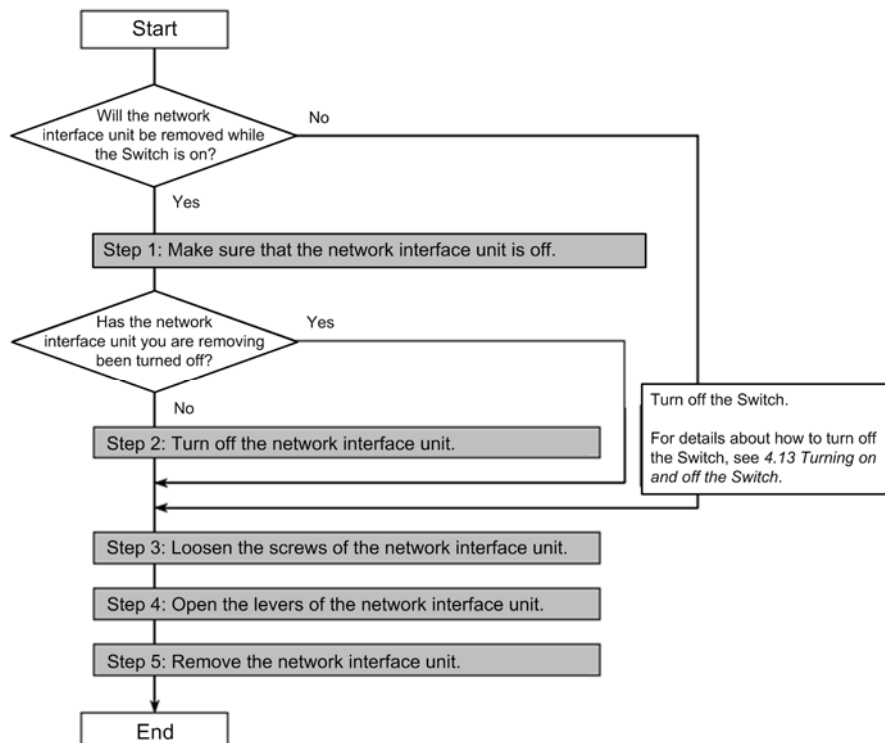 Start
Will the network
interface unit be removed while
the Switch is on?
No
Yes
Step 1: Make sure that the network interface unit is off.
Has the network
interface unit you are removing
been turned off?
Yes
No
Turn off the Switch.
For details about how to turn off
the Switch, see 4.13 Turning on
and off the Switch.
Step 2: Turn off the network interface unit.
Step 3: Loosen the screws of the network interface unit.
Step 4: Open the levers of the network interface unit.
Step 5: Remove the network interface unit.
End